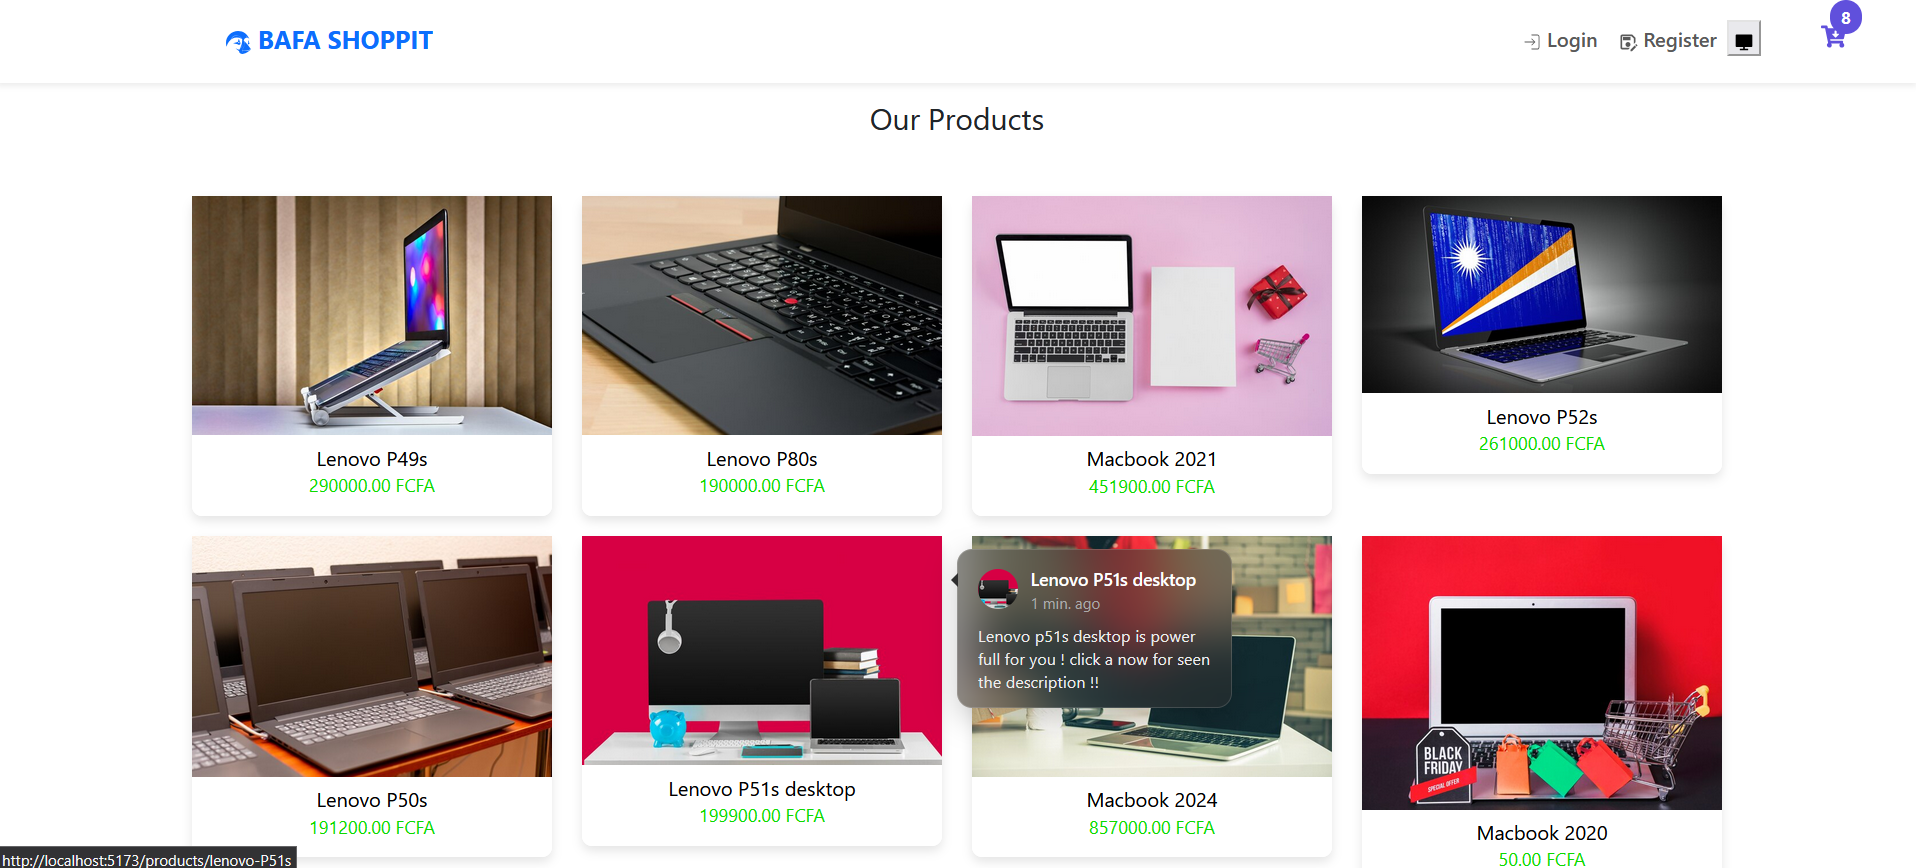 BAFA SHOPPIT
Login
Register
8
Our Products
Lenovo P49s
290000.00 FCFA
Lenovo P80s
190000.00 FCFA
Macbook 2021
451900.00 FCFA
Lenovo P52s
261000.00 FCFA
Lenovo P50s
191200.00 FCFA
Lenovo P51s desktop
199900.00 FCFA
Lenovo P51s desktop
1 min. ago
Lenovo p51s desktop is power
full for you ! click a now for seen
the description !!
Macbook 2024
857000.00 FCFA
BLACK
FRIDAY
SPECIAL OFFER
Macbook 2020
50.00 FCFA
http://localhost:5173/products/lenovo-P51s